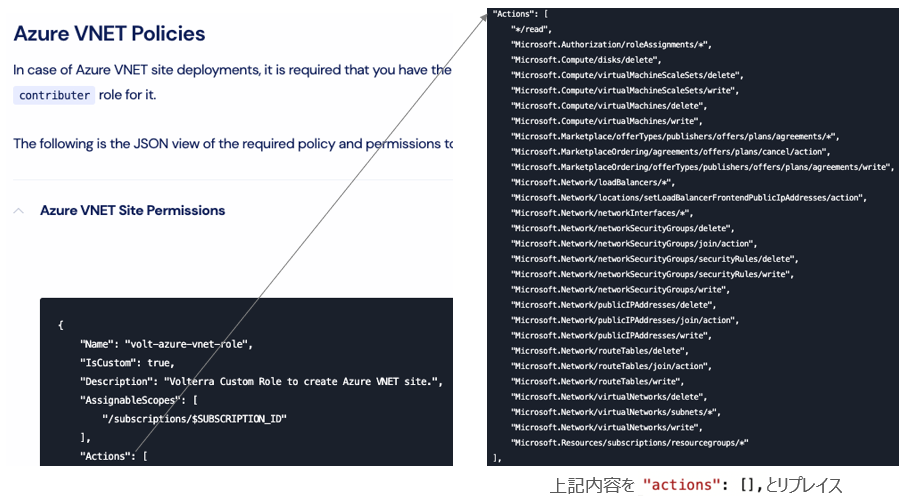 Azure VNET Policies
In case of Azure VNET site deployments, it is required that you have the
contributer role for it.
The following is the JSON view of the required policy and permissions to
Azure VNET Site Permissions
{
"Name": "volt-azure-vnet-role",
"IsCustom": true,
"Description": "Volterra Custom Role to create Azure VNET site.",
"AssignableScopes": [
"/subscriptions/$SUBSCRIPTION_ID"
],
"Actions": [
"Actions": [
"*/read",
"Microsoft.Authorization/roleAssignments/*",
"Microsoft.Compute/disks/delete",
"Microsoft.Compute/virtualMachineScaleSets/delete",
"Microsoft.Compute/virtualMachineScaleSets/write",
"Microsoft.Compute/virtualMachines/delete",
"Microsoft.Compute/virtualMachines/write",
"Microsoft.Marketplace/offerTypes/publishers/offers/plans/agreements/*",
"Microsoft.MarketplaceOrdering/agreements/offers/plans/cancel/action",
"Microsoft.MarketplaceOrdering/offerTypes/publishers/offers/plans/agreements/write",
"Microsoft.Network/loadBalancers/*",
"Microsoft.Network/locations/setLoadBalancerFrontendPublicIpAddresses/action",
"Microsoft.Network/networkInterfaces/*",
"Microsoft.Network/networkSecurityGroups/delete",
"Microsoft.Network/networkSecurityGroups/join/action",
"Microsoft.Network/networkSecurityGroups/securityRules/delete",
"Microsoft.Network/networkSecurityGroups/securityRules/write",
"Microsoft.Network/networkSecurityGroups/write",
"Microsoft.Network/publicIPAddresses/delete",
"Microsoft.Network/publicIPAddresses/join/action",
"Microsoft.Network/publicIPAddresses/write",
"Microsoft.Network/routeTables/delete",
"Microsoft.Network/routeTables/join/action",
"Microsoft.Network/routeTables/write",
"Microsoft.Network/virtualNetworks/delete",
"Microsoft.Network/virtualNetworks/subnets/*",
"Microsoft.Network/virtualNetworks/write",
"Microsoft.Resources/subscriptions/resourcegroups/*"
],
上記内容を "actions": [],とリプレイス